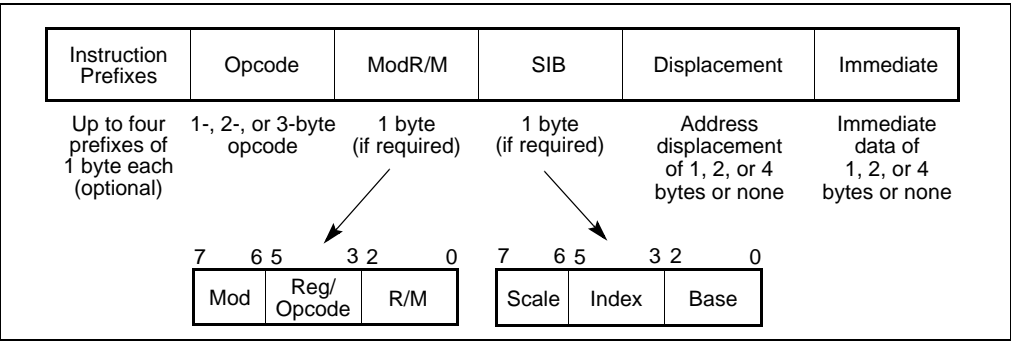 Instruction
Prefixes
Opcode
ModR/M
SIB
Displacement
Immediate
Up to four
prefixes of
1 byte each
(optional)
1-, 2-, or 3-byte
opcode
1 byte
(if required)
1 byte
(if required)
Address
displacement
of 1, 2, or 4
bytes or none
Immediate
data of
1, 2, or 4
bytes or none
7 6 5 3 2 0
Mod
Reg/
Opcode
R/M
7 6 5 3 2 0
Scale
Index
Base